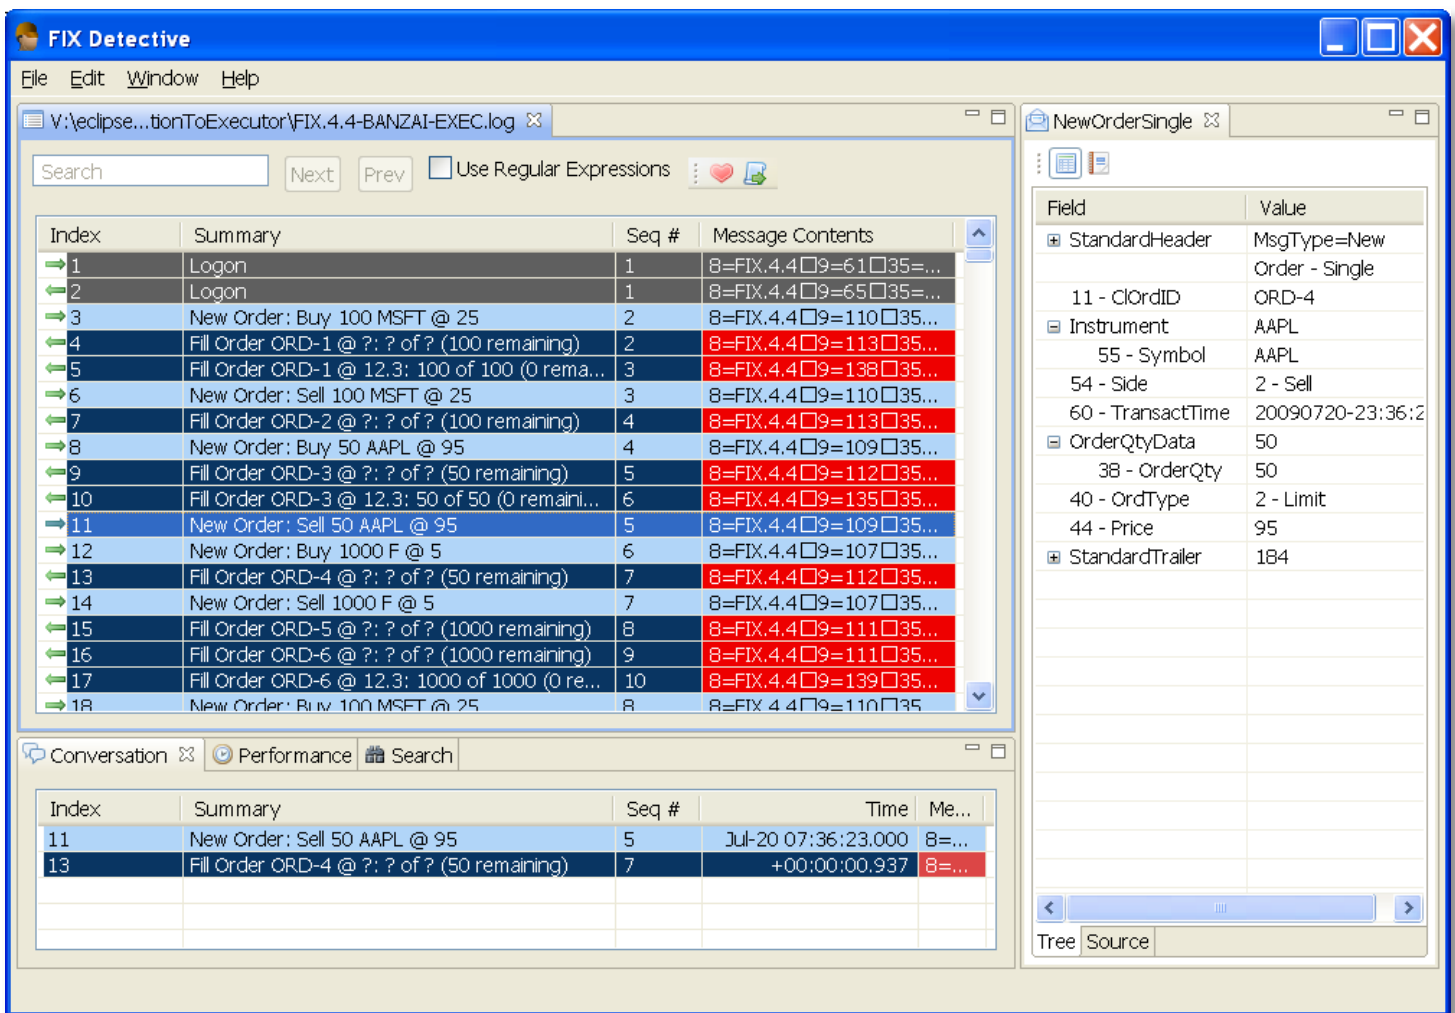 FIX Detective
File Edit Window Help
V:\eclipse...tionToExecutor\FIX.4.4-BANZAI-EXEC.log
Search Next Prev Use Regular Expressions
Index Summary Seq # Message Contents
1 Logon 1 8=FIX.4.4□9=61□35=...
2 Logon 1 8=FIX.4.4□9=65□35=...
3 New Order: Buy 100 MSFT @ 25 2 8=FIX.4.4□9=110□35...
4 Fill Order ORD-1 @ ?: ? of ? (100 remaining) 2 8=FIX.4.4□9=113□35...
5 Fill Order ORD-1 @ 12.3: 100 of 100 (0 rema... 3 8=FIX.4.4□9=138□35...
6 New Order: Sell 100 MSFT @ 25 3 8=FIX.4.4□9=110□35...
7 Fill Order ORD-2 @ ?: ? of ? (100 remaining) 4 8=FIX.4.4□9=113□35...
8 New Order: Buy 50 AAPL @ 95 4 8=FIX.4.4□9=109□35...
9 Fill Order ORD-3 @ ?: ? of ? (50 remaining) 5 8=FIX.4.4□9=112□35...
10 Fill Order ORD-3 @ 12.3: 50 of 50 (0 remaini... 6 8=FIX.4.4□9=135□35...
11 New Order: Sell 50 AAPL @ 95 5 8=FIX.4.4□9=109□35...
12 New Order: Buy 1000 F @ 5 6 8=FIX.4.4□9=107□35...
13 Fill Order ORD-4 @ ?: ? of ? (50 remaining) 7 8=FIX.4.4□9=112□35...
14 New Order: Sell 1000 F @ 5 7 8=FIX.4.4□9=107□35...
15 Fill Order ORD-5 @ ?: ? of ? (1000 remaining) 8 8=FIX.4.4□9=111□35...
16 Fill Order ORD-6 @ ?: ? of ? (1000 remaining) 9 8=FIX.4.4□9=111□35...
17 Fill Order ORD-6 @ 12.3: 1000 of 1000 (0 re... 10 8=FIX.4.4□9=139□35...
18 New Order: Buy 100 MSFT @ 25 8 8=FIX.4.4□9=110□35
Conversation Performance Search
Index Summary Seq # Time Me...
11 New Order: Sell 50 AAPL @ 95 5 Jul-20 07:36:23.000 8=...
13 Fill Order ORD-4 @ ?: ? of ? (50 remaining) 7 +00:00:00.937 8=...
NewOrderSingle
Field Value
StandardHeader MsgType=New
Order - Single
11 - ClOrdID ORD-4
Instrument AAPL
55 - Symbol AAPL
54 - Side 2 - Sell
60 - TransactTime 20090720-23:36:2
OrderQtyData 50
38 - OrderQty 50
40 - OrdType 2 - Limit
44 - Price 95
StandardTrailer 184
Tree Source